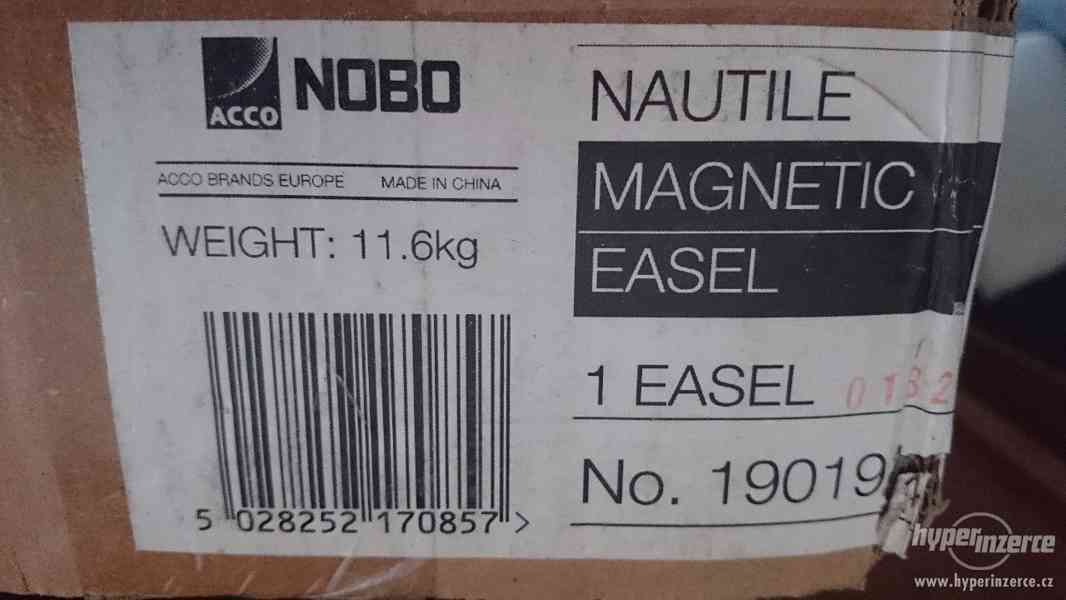 ACCO
NOBO
ACCO BRANDS EUROPE MADE IN CHINA
WEIGHT: 11.6kg
5 028252 170857 >
NAUTILE
MAGNETIC
EASEL
1 EASEL 0132
No. 19019
hyperinzerce
www.hyperinzerce.cz